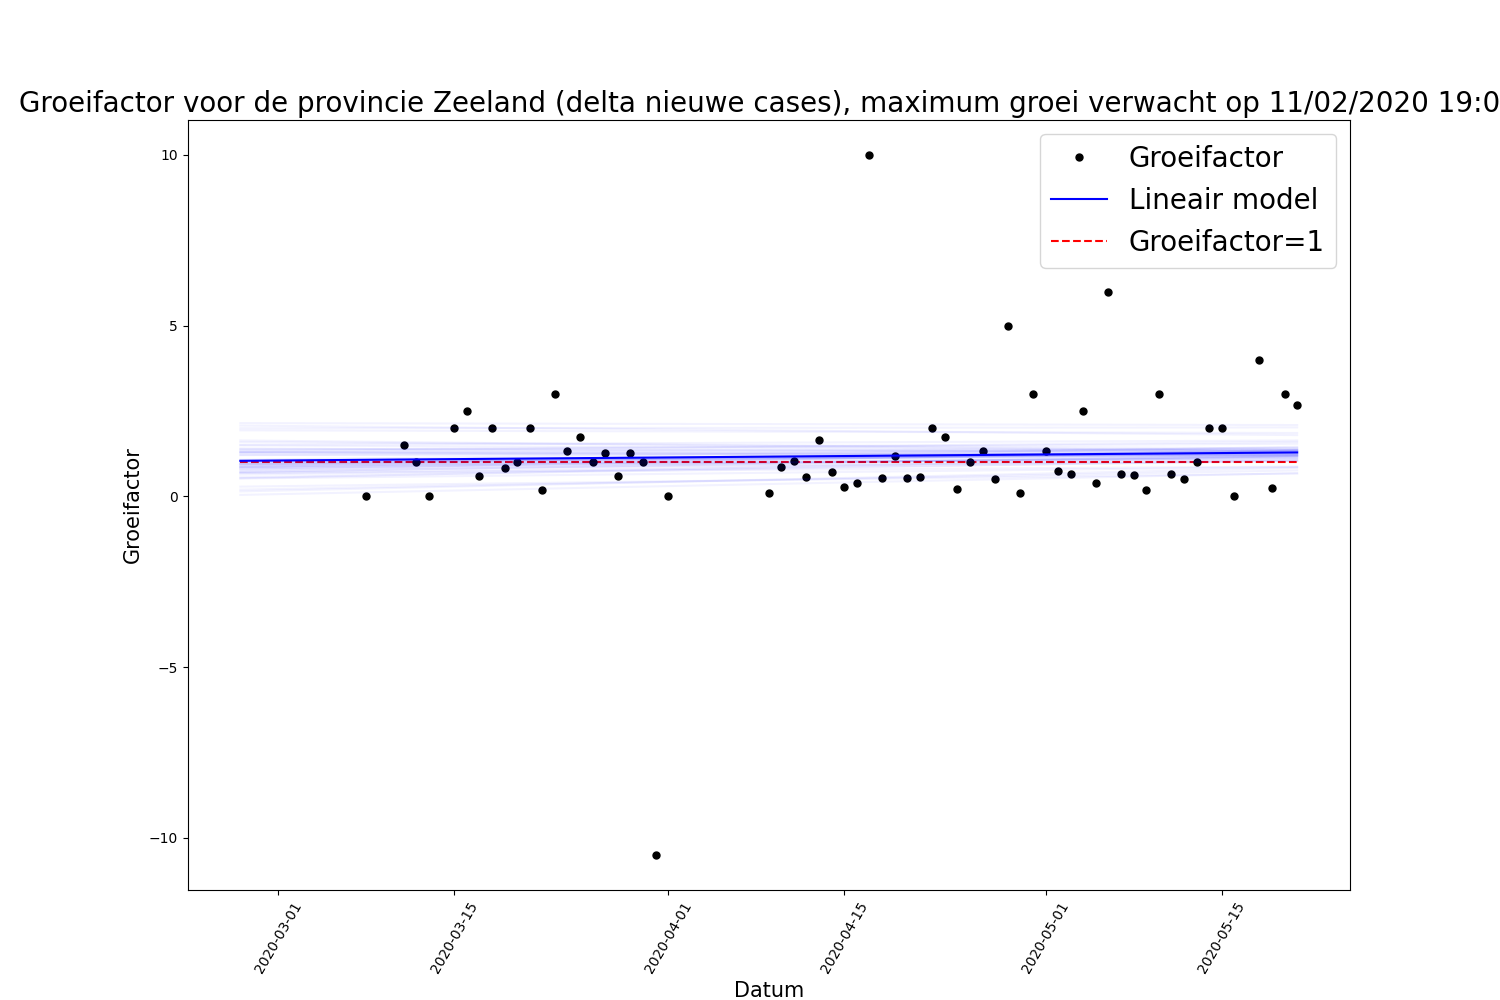 Groeifactor voor de provincie Zeeland (delta nieuwe cases), maximum groei verwacht op 11/02/2020 19:0
Groeifactor
Lineair model
Groeifactor=1
10
5
0
−5
−10
Groeifactor
2020-03-01
2020-03-15
2020-04-01
2020-04-15
2020-05-01
2020-05-15
Datum